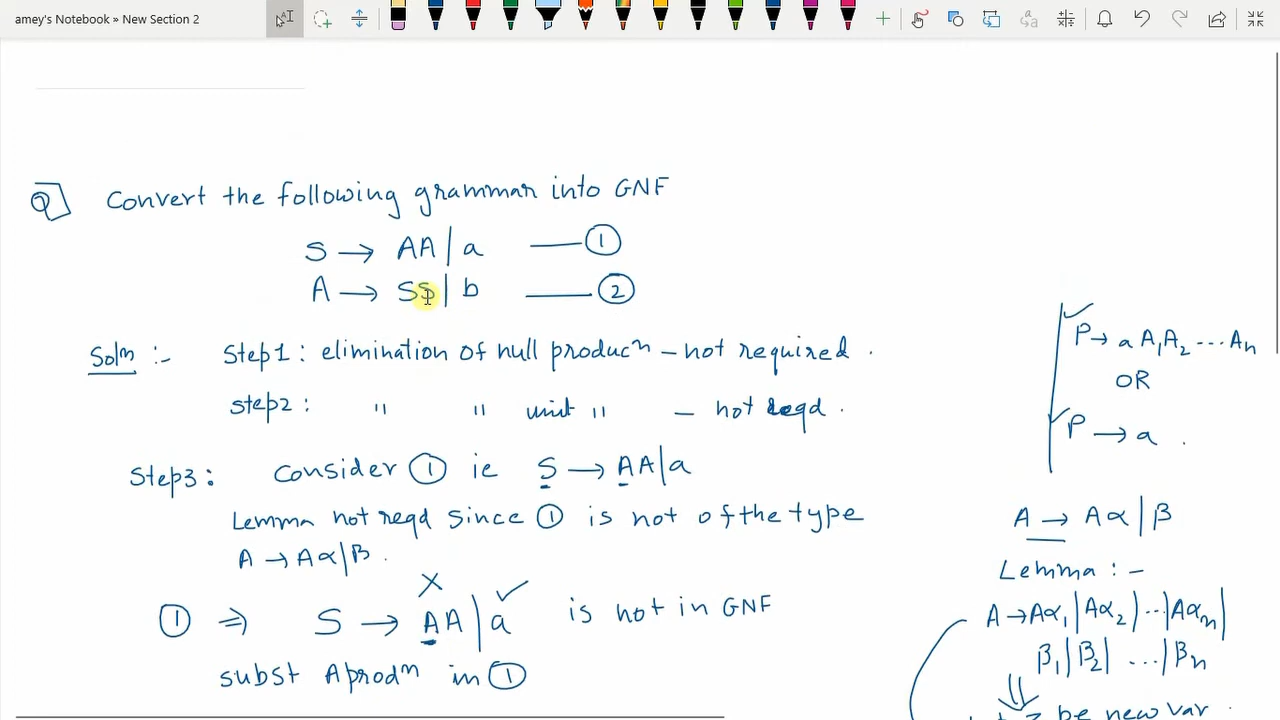 amey's Notebook » New Section 2
Q] Convert the following grammar into GNF
S → AA | a —— ①
A → SS | b —— ②
Solⁿ :- Step1 : elimination of null producⁿ – not required .
step2 : " " unit " – not reqd .
Step3 : Consider ① ie S → AA|a
Lemma not reqd since ① is not of the type
A → Aα|β .
① ⇒ S → AA | a is not in GNF
subst A prodⁿ in ①
P → a A₁A₂ ... Aₙ
OR
P → a .
A → Aα | β
Lemma : –
A → Aα₁ | Aα₂ | ... | Aαₙ |
β₁ | β₂ | ... | βₙ
⇓
be new var .